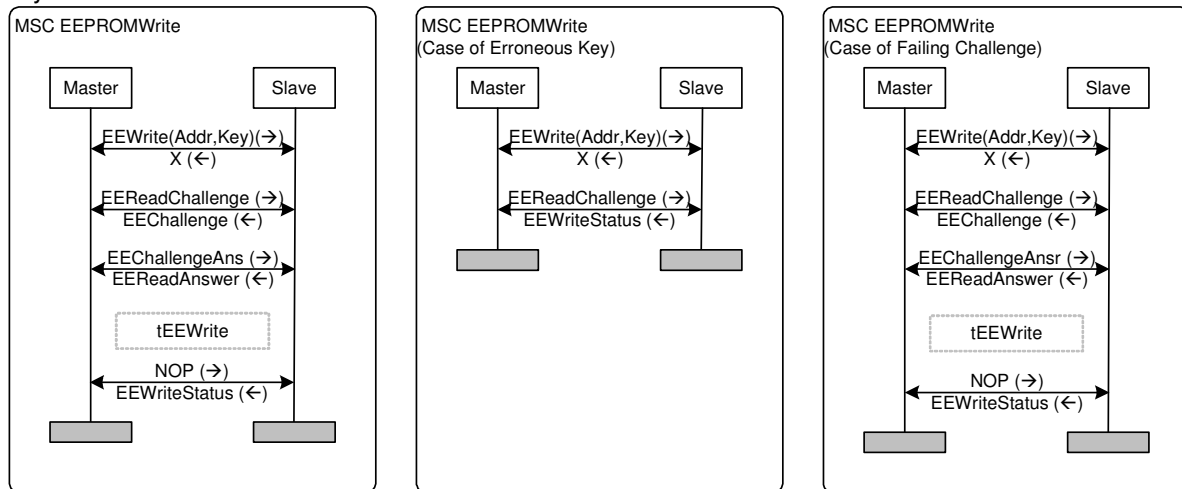 MSC EEPROMWrite
Master
Slave
EEWrite(Addr,Key)(→)
X (←)
EEReadChallenge (→)
EEChallenge (←)
EEChallengeAns (→)
EEReadAnswer (←)
tEEWrite
NOP (→)
EEWriteStatus (←)
MSC EEPROMWrite
(Case of Erroneous Key)
Master
Slave
EEWrite(Addr,Key)(→)
X (←)
EEReadChallenge (→)
EEWriteStatus (←)
MSC EEPROMWrite
(Case of Failing Challenge)
Master
Slave
EEWrite(Addr,Key)(→)
X (←)
EEReadChallenge (→)
EEChallenge (←)
EEChallengeAnsr (→)
EEReadAnswer (←)
tEEWrite
NOP (→)
EEWriteStatus (←)